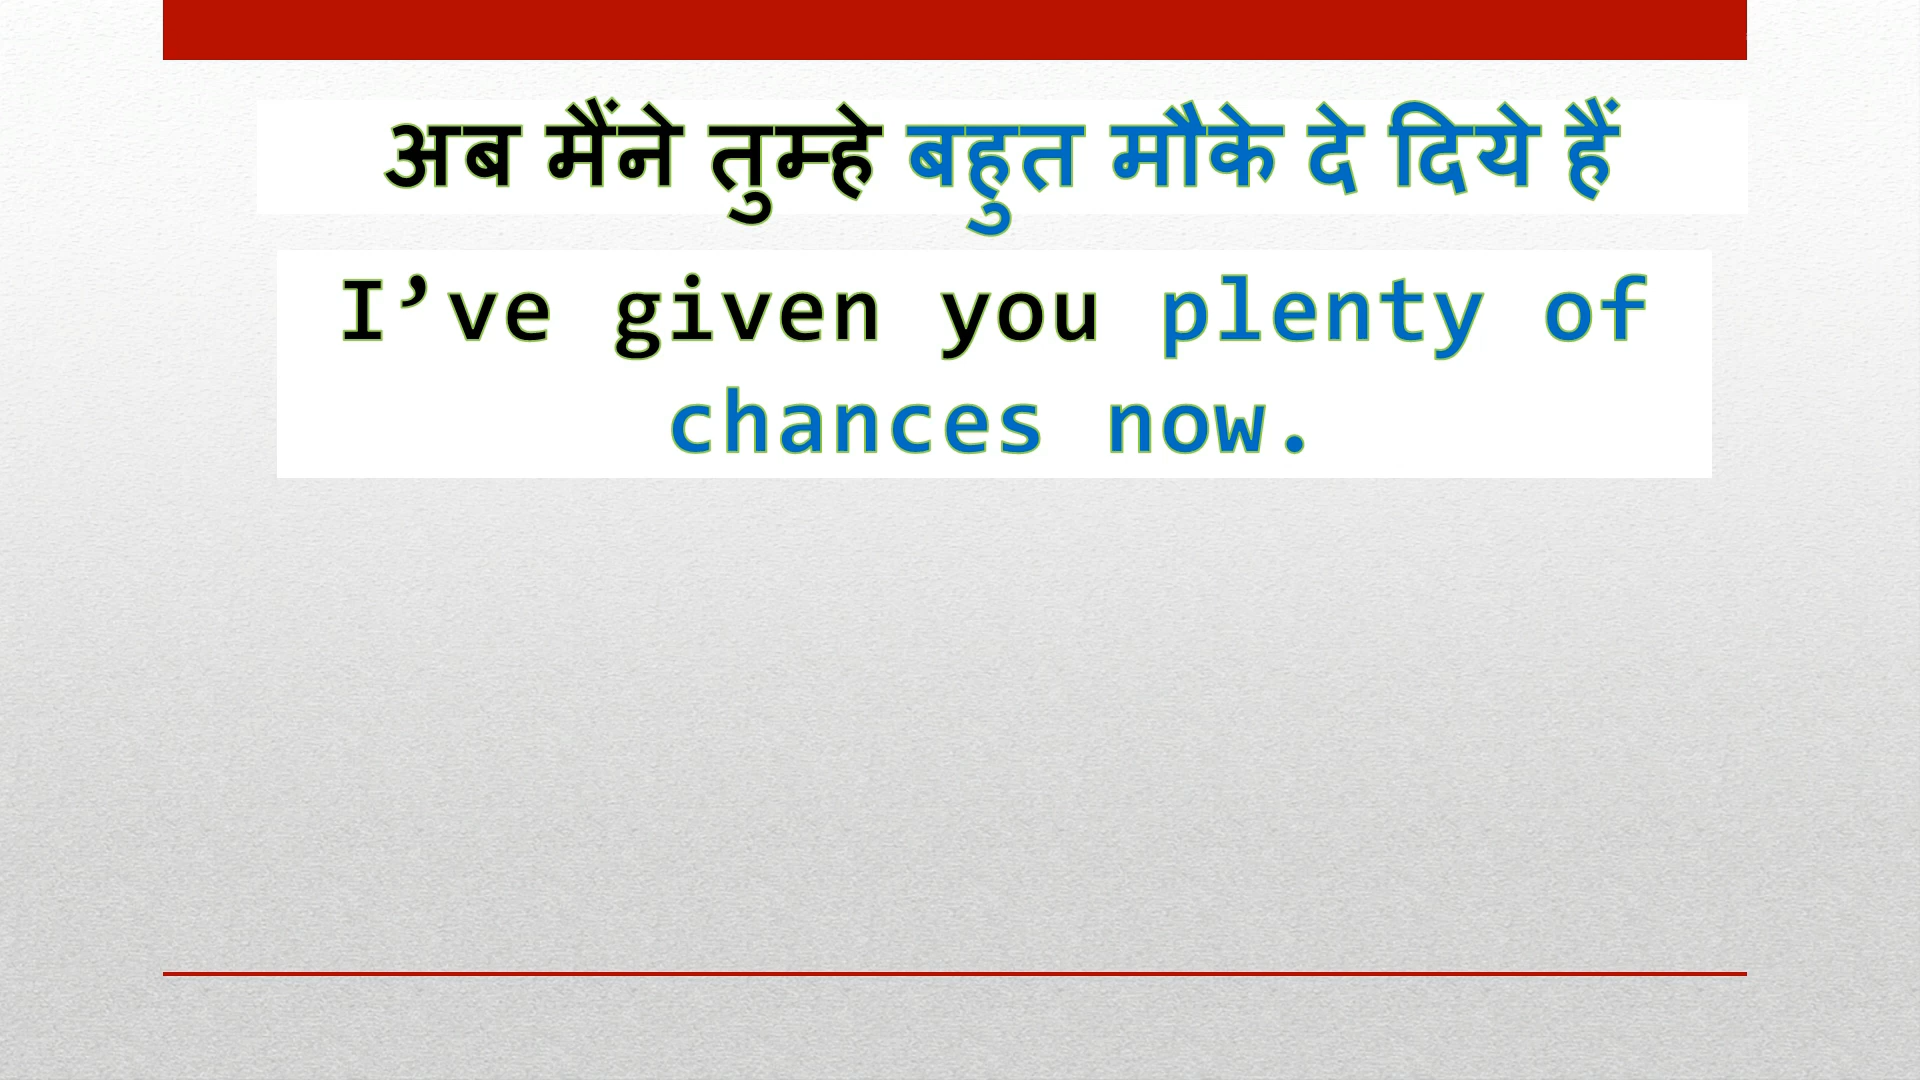 अब मैंने तुम्हे बहुत मौके दे दिये हैं
I’ve given you plenty of
chances now.